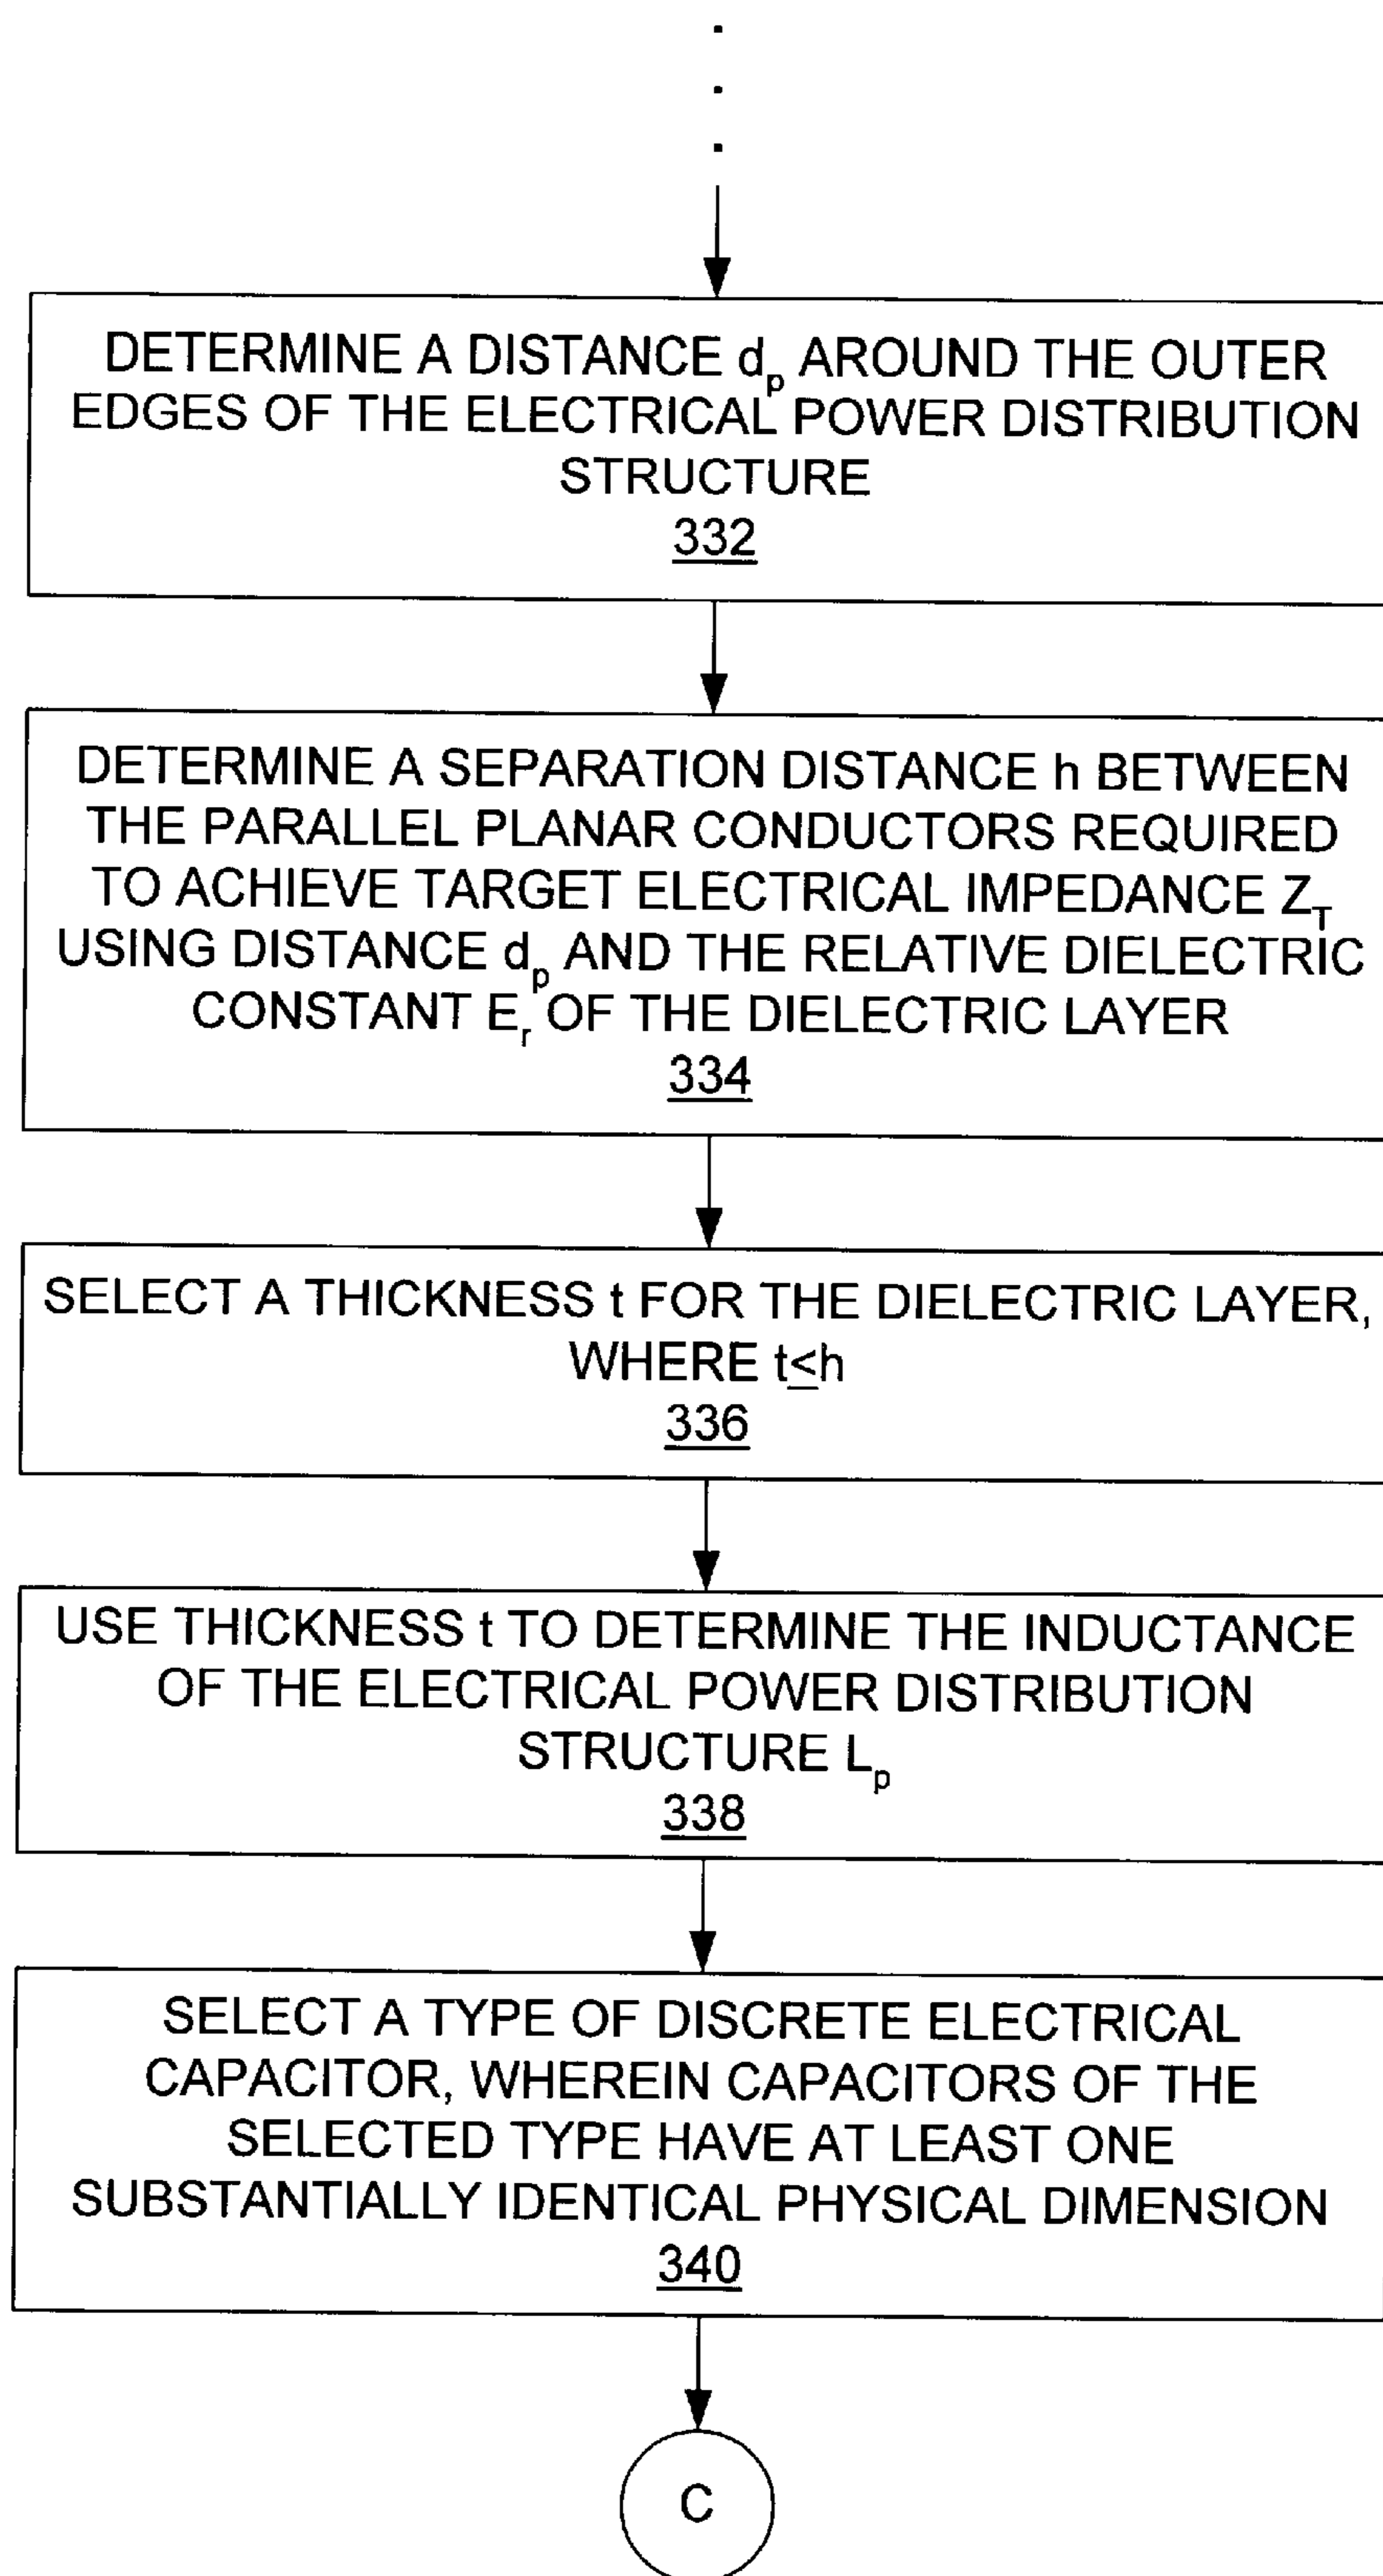 DETERMINE A DISTANCE dp AROUND THE OUTER
EDGES OF THE ELECTRICAL POWER DISTRIBUTION
STRUCTURE
332
DETERMINE A SEPARATION DISTANCE h BETWEEN
THE PARALLEL PLANAR CONDUCTORS REQUIRED
TO ACHIEVE TARGET ELECTRICAL IMPEDANCE ZT
USING DISTANCE dp AND THE RELATIVE DIELECTRIC
CONSTANT Er OF THE DIELECTRIC LAYER
334
SELECT A THICKNESS t FOR THE DIELECTRIC LAYER,
WHERE t≤h
336
USE THICKNESS t TO DETERMINE THE INDUCTANCE
OF THE ELECTRICAL POWER DISTRIBUTION
STRUCTURE Lp
338
SELECT A TYPE OF DISCRETE ELECTRICAL
CAPACITOR, WHEREIN CAPACITORS OF THE
SELECTED TYPE HAVE AT LEAST ONE
SUBSTANTIALLY IDENTICAL PHYSICAL DIMENSION
340
C